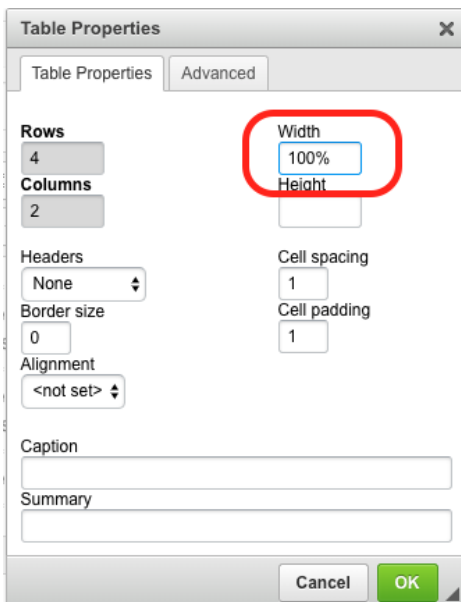 Table Properties
Table Properties Advanced
Rows Width
4 100%
Columns Height
2
Headers Cell spacing
None 1
Border size Cell padding
0 1
Alignment
<not set>
Caption
Summary
Cancel OK